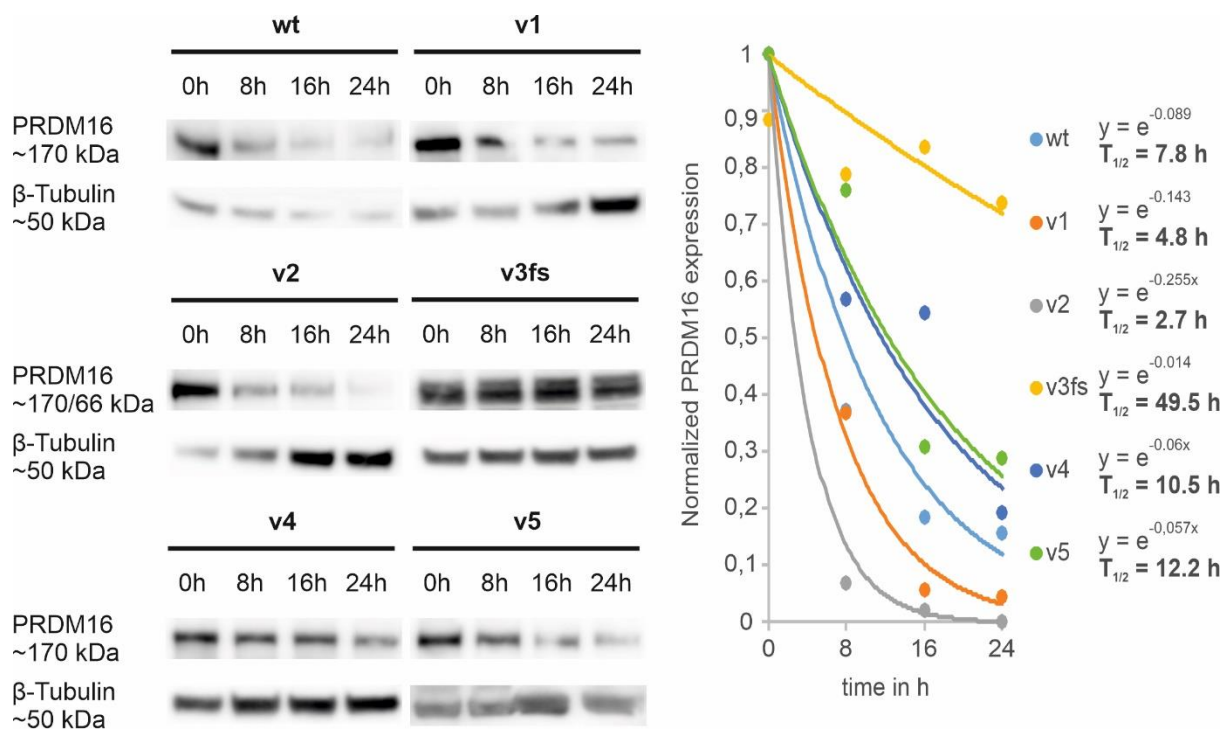 wt
v1
0h 8h 16h 24h
0h 8h 16h 24h
PRDM16
~170 kDa
β-Tubulin
~50 kDa
v2
v3fs
0h 8h 16h 24h
0h 8h 16h 24h
PRDM16
~170/66 kDa
β-Tubulin
~50 kDa
v4
v5
0h 8h 16h 24h
0h 8h 16h 24h
PRDM16
~170 kDa
β-Tubulin
~50 kDa
Normalized PRDM16 expression
1
0,9
0,8
0,7
0,6
0,5
0,4
0,3
0,2
0,1
0
0 8 16 24
time in h
wt
y = e^-0.089
T1/2 = 7.8 h
v1
y = e^-0.143
T1/2 = 4.8 h
v2
y = e^-0.255x
T1/2 = 2.7 h
v3fs
y = e^-0.014
T1/2 = 49.5 h
v4
y = e^-0.06x
T1/2 = 10.5 h
v5
y = e^-0,057x
T1/2 = 12.2 h